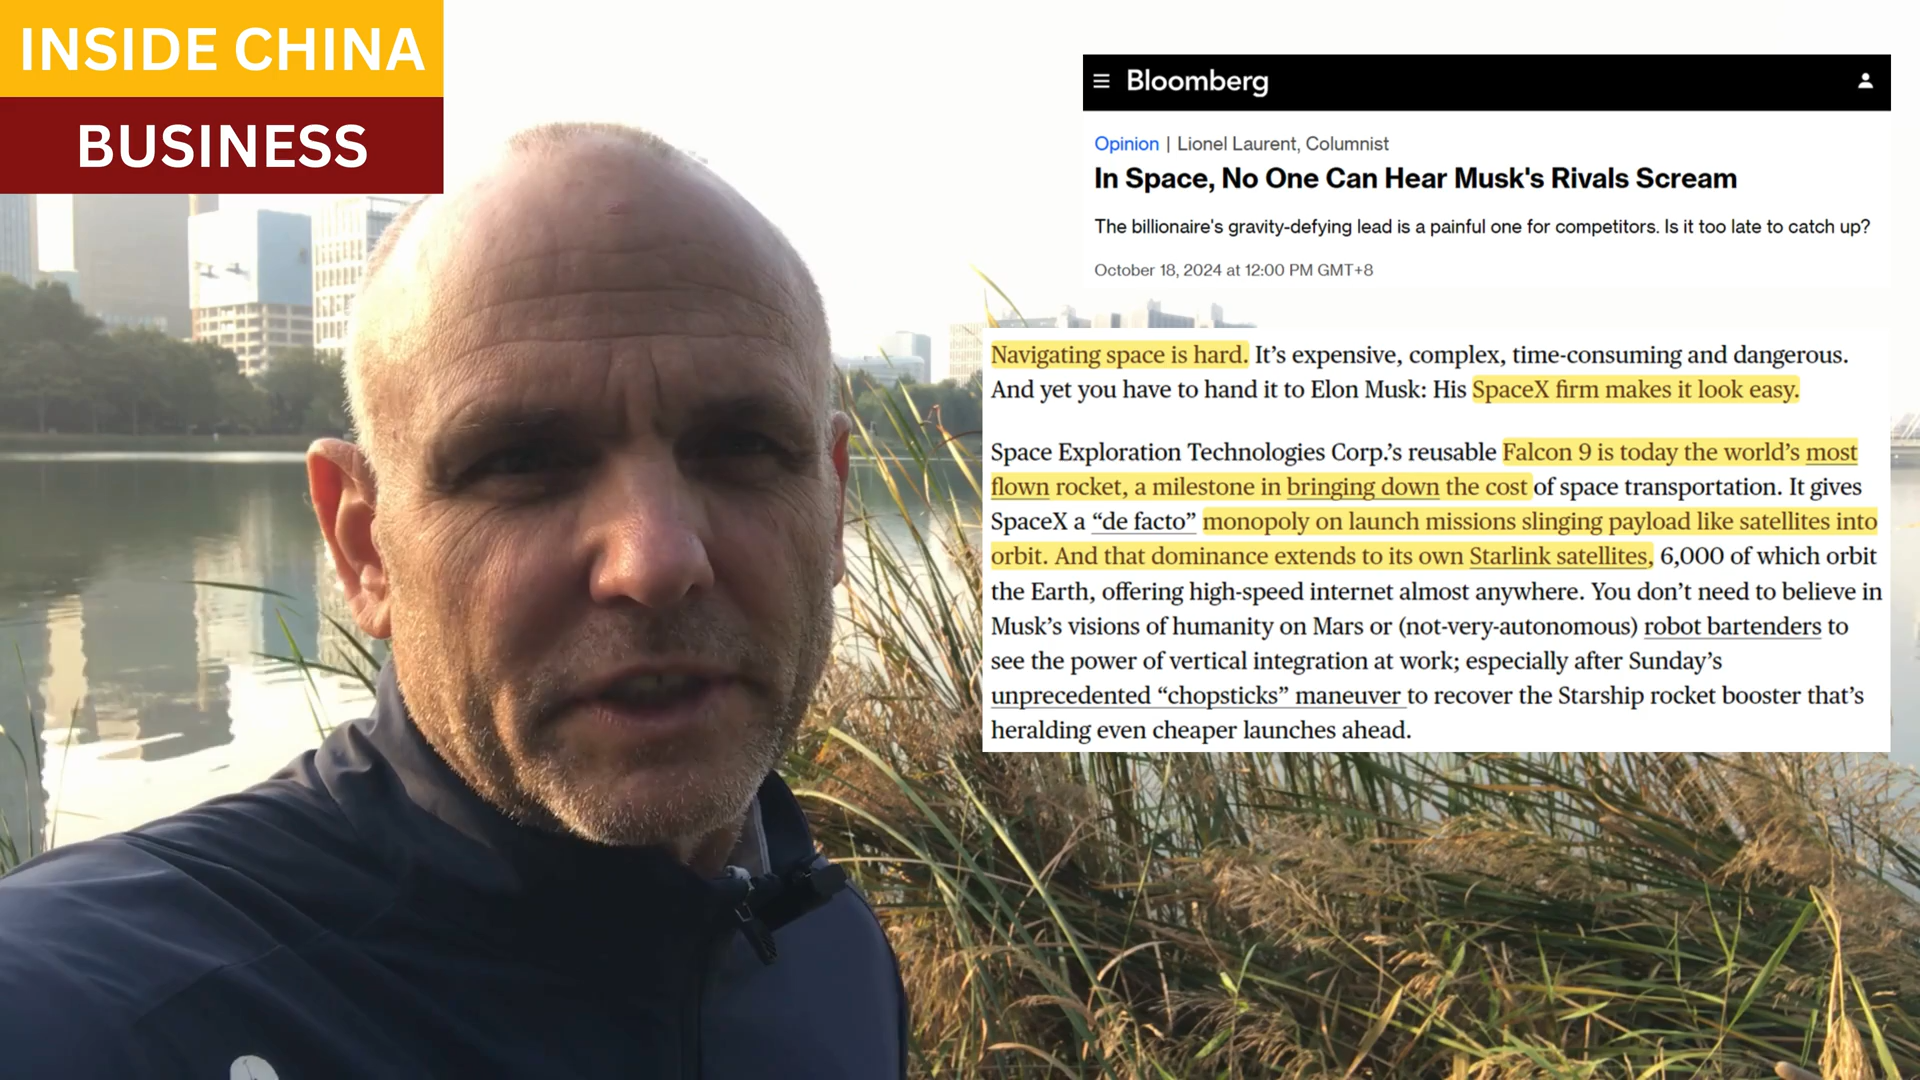 INSIDE CHINA
BUSINESS
Bloomberg
Opinion | Lionel Laurent, Columnist
In Space, No One Can Hear Musk's Rivals Scream
The billionaire's gravity-defying lead is a painful one for competitors. Is it too late to catch up?
October 18, 2024 at 12:00 PM GMT+8
Navigating space is hard. It’s expensive, complex, time-consuming and dangerous.
And yet you have to hand it to Elon Musk: His SpaceX firm makes it look easy.
Space Exploration Technologies Corp.’s reusable Falcon 9 is today the world’s most
flown rocket, a milestone in bringing down the cost of space transportation. It gives
SpaceX a “de facto” monopoly on launch missions slinging payload like satellites into
orbit. And that dominance extends to its own Starlink satellites, 6,000 of which orbit
the Earth, offering high-speed internet almost anywhere. You don’t need to believe in
Musk’s visions of humanity on Mars or (not-very-autonomous) robot bartenders to
see the power of vertical integration at work; especially after Sunday’s
unprecedented “chopsticks” maneuver to recover the Starship rocket booster that’s
heralding even cheaper launches ahead.